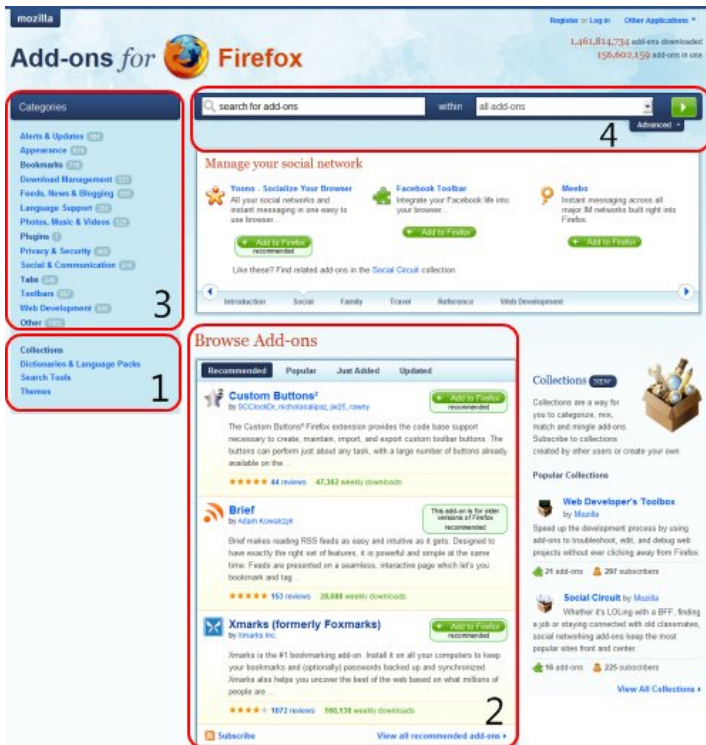 mozilla
Register or Log in Other Applications
1,461,814,734 add-ons downloaded
156,602,159 add-ons in use
Add-ons for Firefox
Categories
Alerts & Updates
Appearance
Bookmarks
Download Management
Feeds, News & Blogging
Language Support
Photos, Music & Videos
Plugins
Privacy & Security
Social & Communication
Tabs
Toolbars
Web Development
Other
3
Collections
Dictionaries & Language Packs
Search Tools
Themes
1
search for add-ons within all add-ons
Advanced
4
Manage your social network
Yoono - Socialize Your Browser
All your social networks and
instant messaging in one easy to
use browser...
Add to Firefox
recommended
Facebook Toolbar
Integrate your Facebook life into
your browser...
Add to Firefox
Meebo
Instant messaging across all
major IM networks built right into
Firefox.
Add to Firefox
Like these? Find related add-ons in the Social Circuit collection
Introduction Social Family Travel Reference Web Development
Browse Add-ons
Recommended Popular Just Added Updated
Custom Buttons²
by SCClockDr, nicholasalipaz, jw25, rawny
Add to Firefox
recommended
The Custom Buttons² Firefox extension provides the code base support
necessary to create, maintain, import, and export custom toolbar buttons. The
buttons can perform just about any task, with a large number of buttons already
available on the ...
44 reviews 47,362 weekly downloads
Brief
by Adam Kowalczyk
This add-on is for older
versions of Firefox
recommended
Brief makes reading RSS feeds as easy and intuitive as it gets. Designed to
have exactly the right set of features, it is powerful and simple at the same
time. Feeds are presented on a seamless, interactive page which let's you
bookmark and tag ...
153 reviews 28,888 weekly downloads
Xmarks (formerly Foxmarks)
by Xmarks Inc.
Add to Firefox
recommended
Xmarks is the #1 bookmarking add-on. Install it on all your computers to keep
your bookmarks and (optionally) passwords backed up and synchronized.
Xmarks also helps you uncover the best of the web based on what millions of
people are ...
1072 reviews 160,138 weekly downloads
Subscribe View all recommended add-ons
2
Collections NEW
Collections are a way for
you to categorize, mix,
match and mingle add-ons.
Subscribe to collections
created by other users or create your own.
Popular Collections
Web Developer's Toolbox
by Mozilla
Speed up the development process by using
add-ons to troubleshoot, edit, and debug web
projects without ever clicking away from Firefox.
21 add-ons 297 subscribers
Social Circuit by Mozilla
Whether it's LOLing with a BFF, finding
a job or staying connected with old classmates,
social networking add-ons keep the most
popular sites front and center.
16 add-ons 225 subscribers
View All Collections